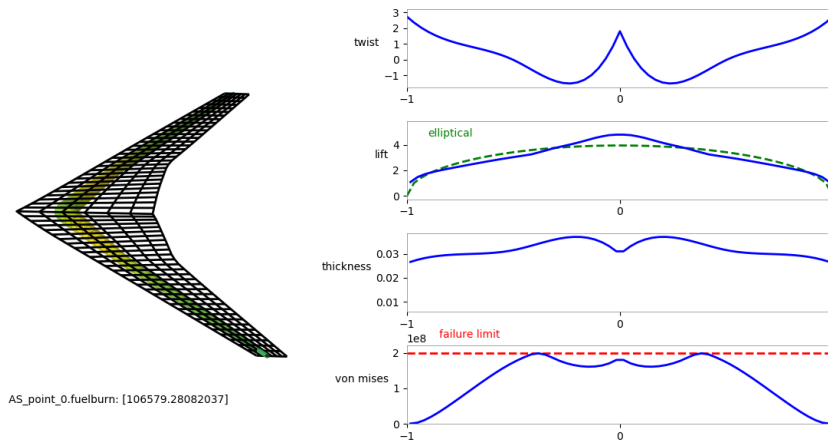 3
2
twist
1
0
−1
−1
0
elliptical
4
lift
2
0
−1
0
0.03
thickness
0.02
0.01
−1
0
failure limit
1e8
2
von mises
1
0
−1
0
AS_point_0.fuelburn: [106579.28082037]